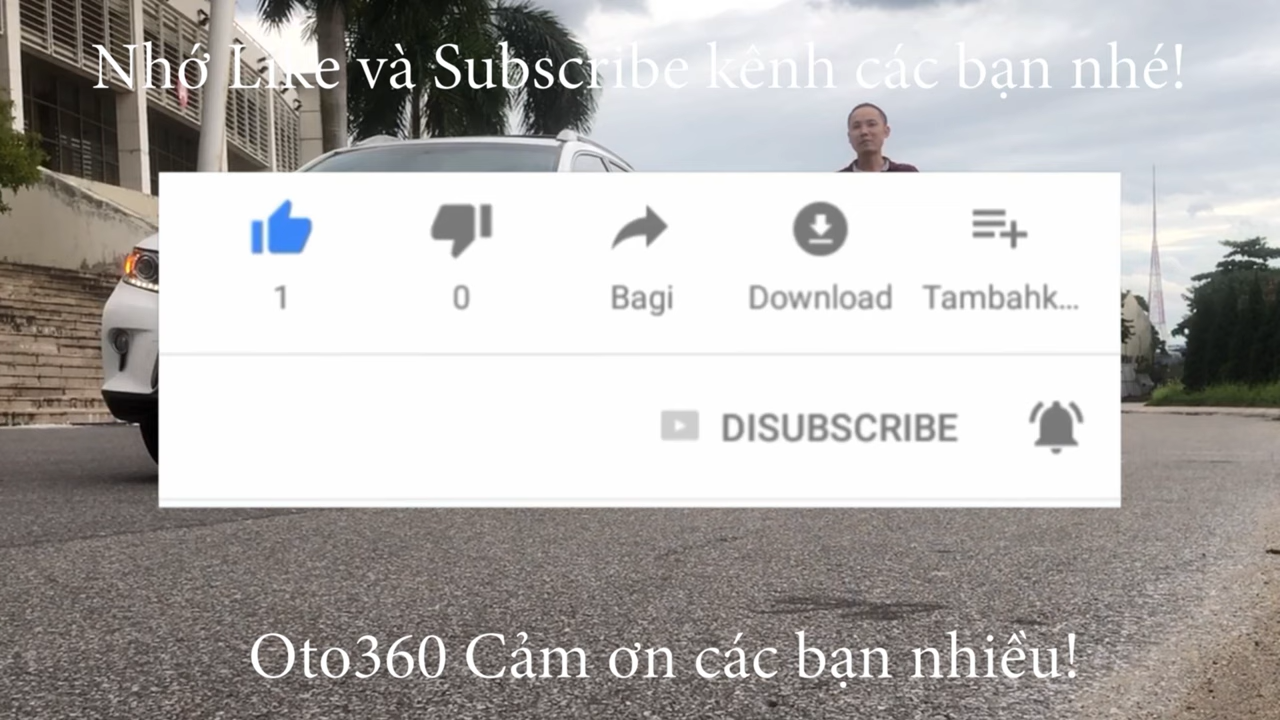 Nhớ Like và Subscribe kênh các bạn nhé!
1 0 Bagi Download Tambahk...
DISUBSCRIBE
Oto360 Cảm ơn các bạn nhiều!